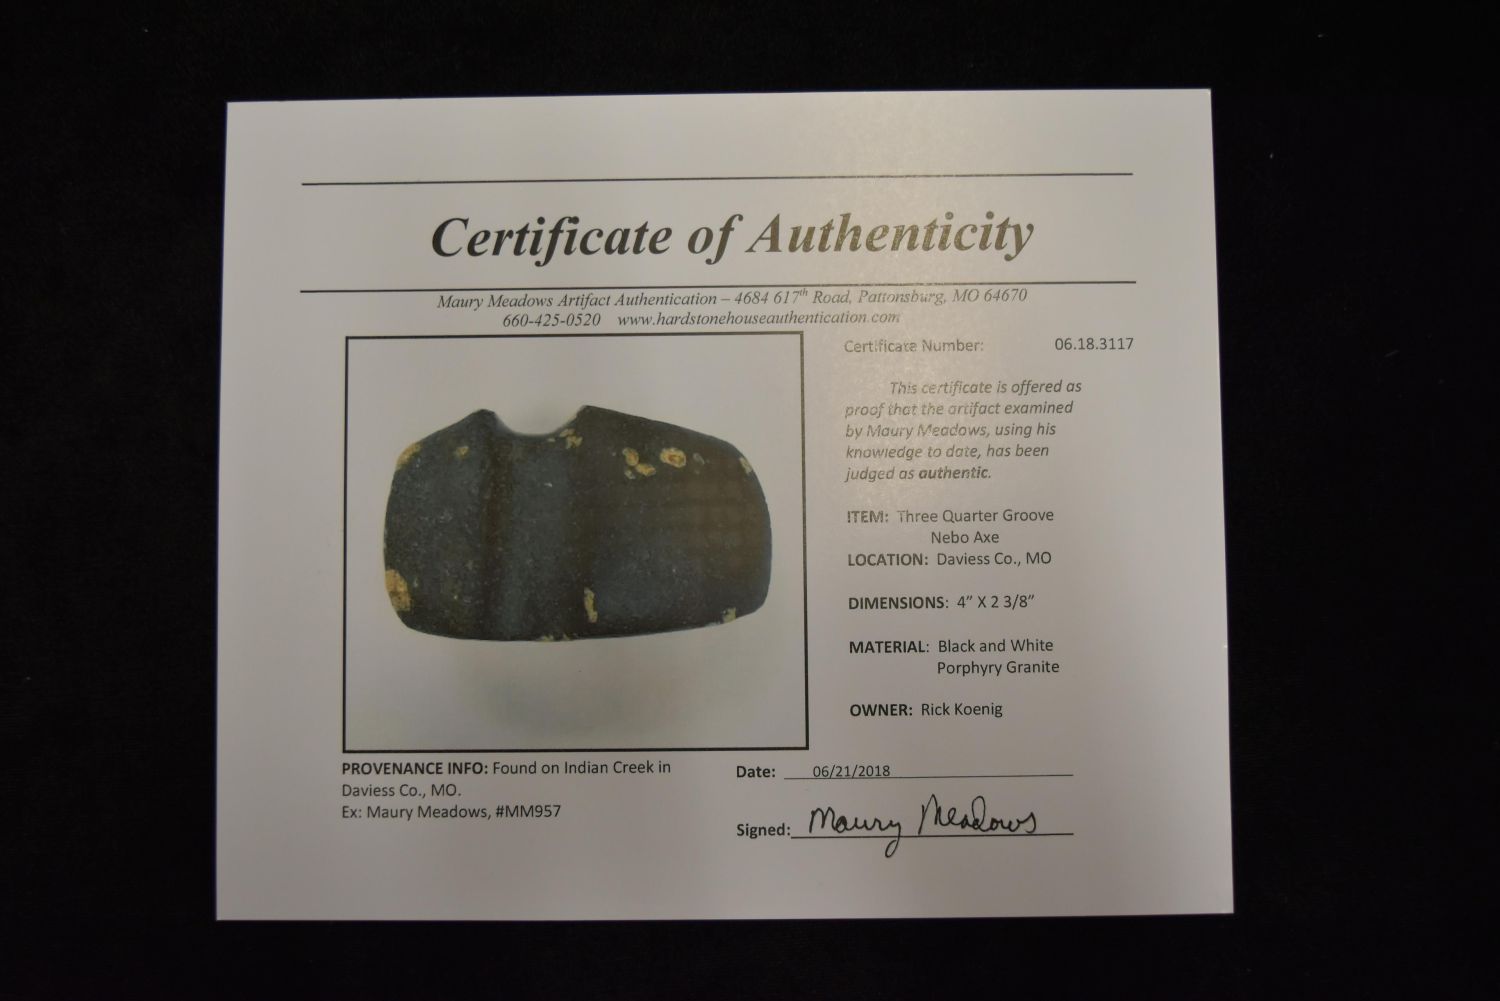 Certificate of Authenticity
Maury Meadows Artifact Authentication – 4684 617th Road, Pattonsburg, MO 64670
660-425-0520 www.hardstonehouseauthentication.com
Certificate Number: 06.18.3117
This certificate is offered as
proof that the artifact examined
by Maury Meadows, using his
knowledge to date, has been
judged as authentic.
ITEM: Three Quarter Groove
Nebo Axe
LOCATION: Daviess Co., MO
DIMENSIONS: 4” X 2 3/8”
MATERIAL: Black and White
Porphyry Granite
OWNER: Rick Koenig
PROVENANCE INFO: Found on Indian Creek in
Daviess Co., MO.
Ex: Maury Meadows, #MM957
Date: 06/21/2018
Signed: Maury Meadows